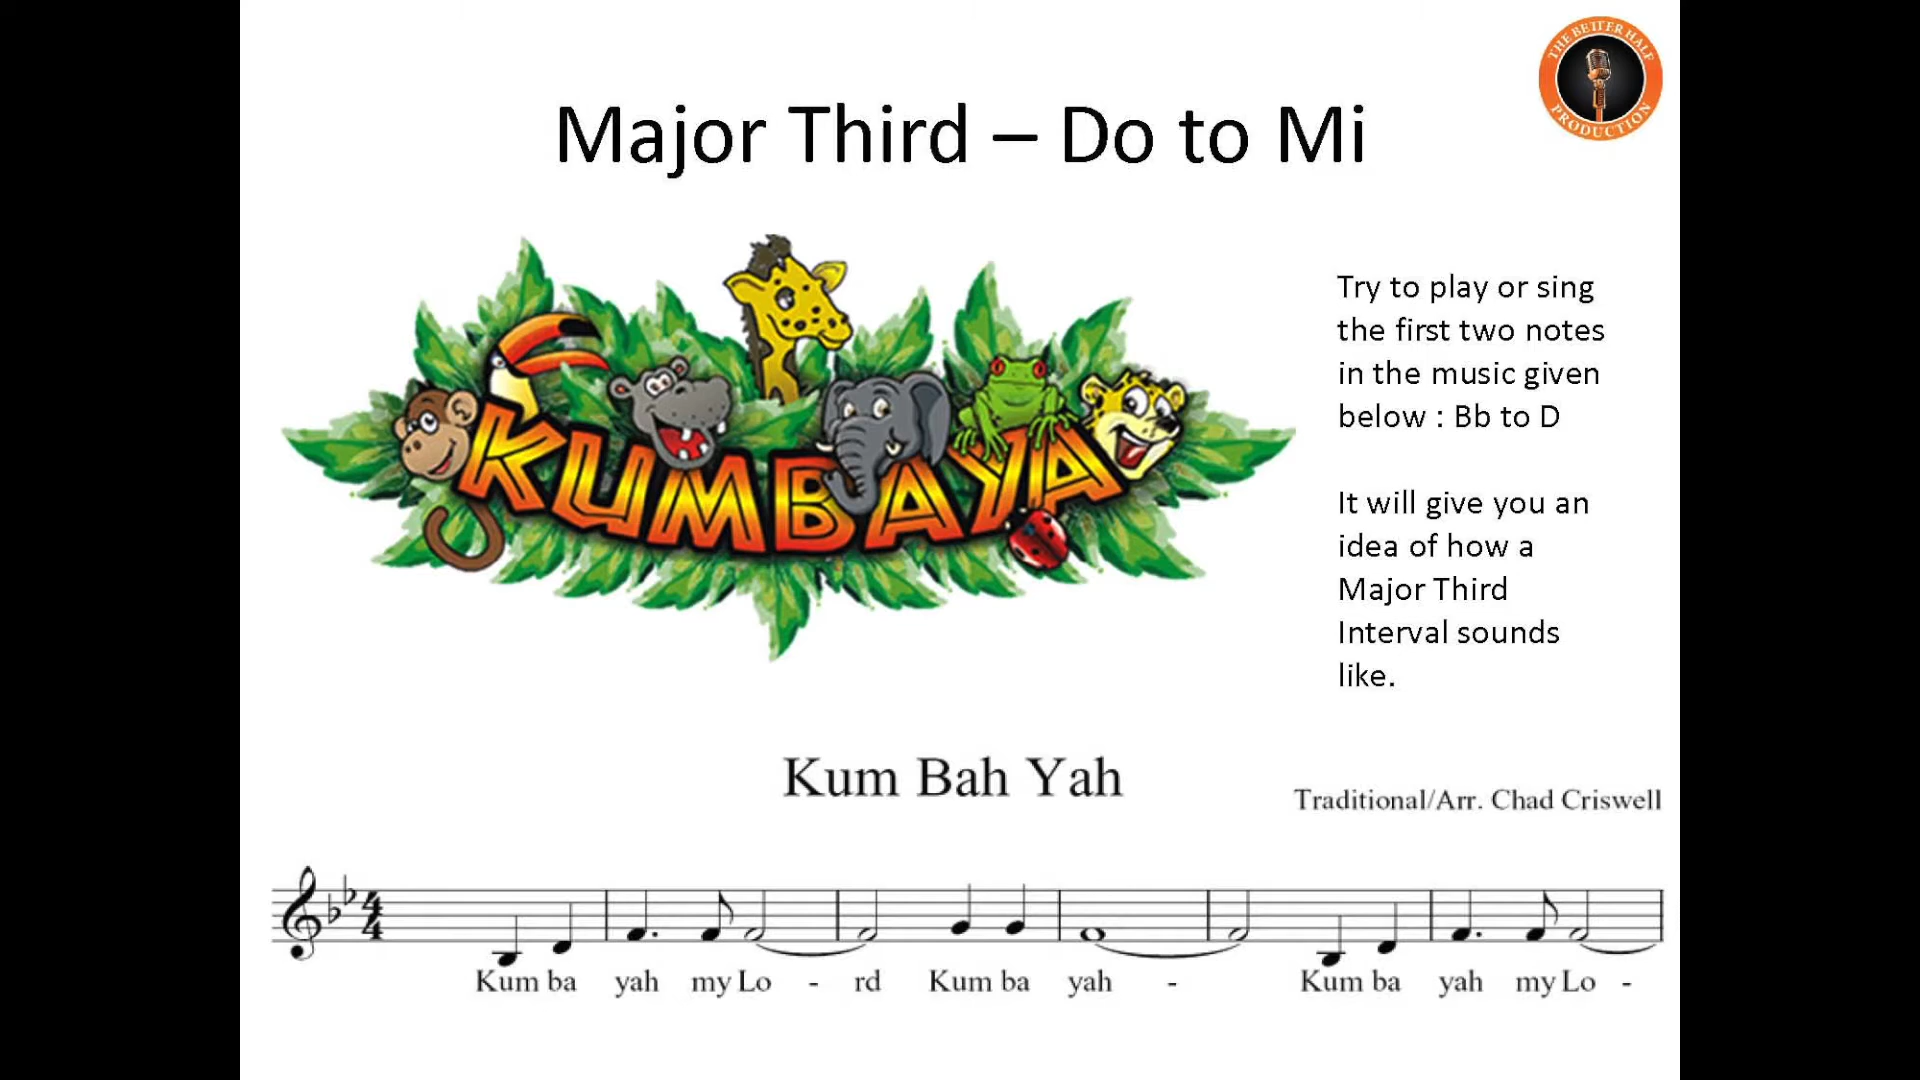 THE BETTER HALF
PRODUCTION
Major Third – Do to Mi
KUMBAYA
Try to play or sing
the first two notes
in the music given
below : Bb to D
It will give you an
idea of how a
Major Third
Interval sounds
like.
Kum Bah Yah
Traditional/Arr. Chad Criswell
4
4
Kum ba yah my Lo - rd Kum ba yah - Kum ba yah my Lo -